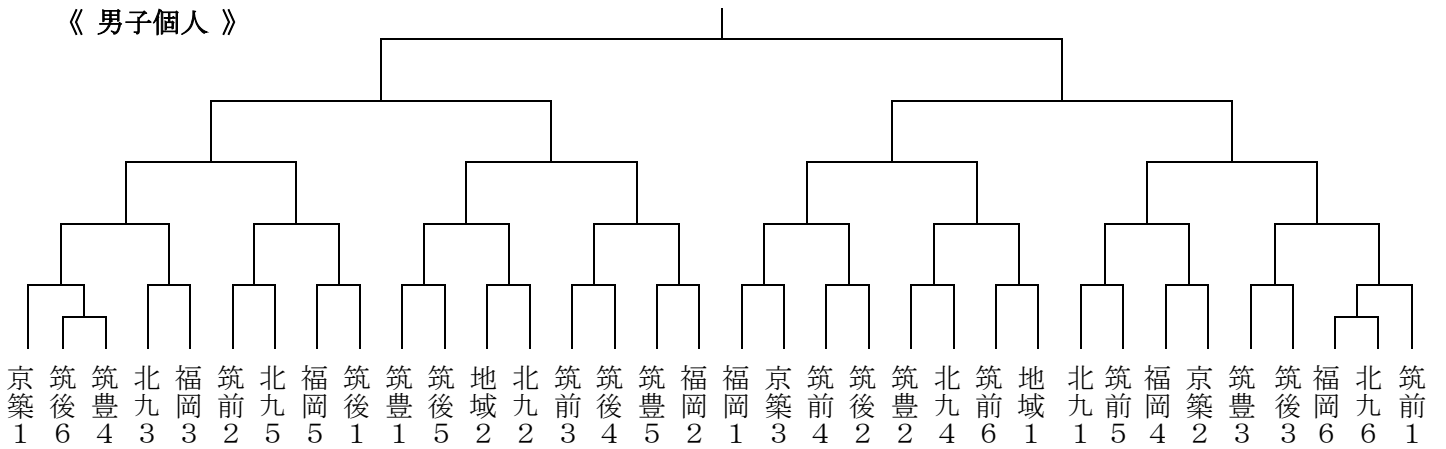 《 男子個人 》
京築1
筑後6
筑豊4
北九3
福岡3
筑前2
北九5
福岡5
筑後1
筑豊1
筑後5
地域2
北九2
筑前3
筑後4
筑豊5
福岡2
福岡1
京築3
筑前4
筑後2
筑豊2
北九4
筑前6
地域1
北九1
筑前5
福岡4
京築2
筑豊3
筑後3
福岡6
北九6
筑前1